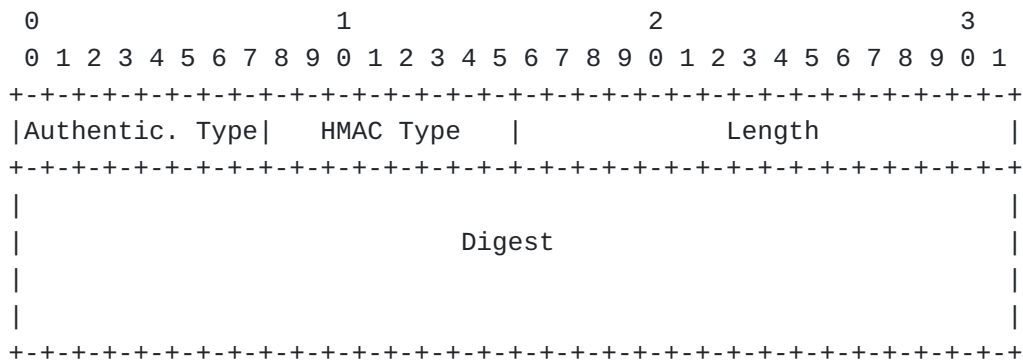 0                   1                   2                   3
 0 1 2 3 4 5 6 7 8 9 0 1 2 3 4 5 6 7 8 9 0 1 2 3 4 5 6 7 8 9 0 1
+-+-+-+-+-+-+-+-+-+-+-+-+-+-+-+-+-+-+-+-+-+-+-+-+-+-+-+-+-+-+-+-+
|Authentic. Type|   HMAC Type   |             Length            |
+-+-+-+-+-+-+-+-+-+-+-+-+-+-+-+-+-+-+-+-+-+-+-+-+-+-+-+-+-+-+-+-+
|                                                               |
|                            Digest                             |
|                                                               |
|                                                               |
+-+-+-+-+-+-+-+-+-+-+-+-+-+-+-+-+-+-+-+-+-+-+-+-+-+-+-+-+-+-+-+-+